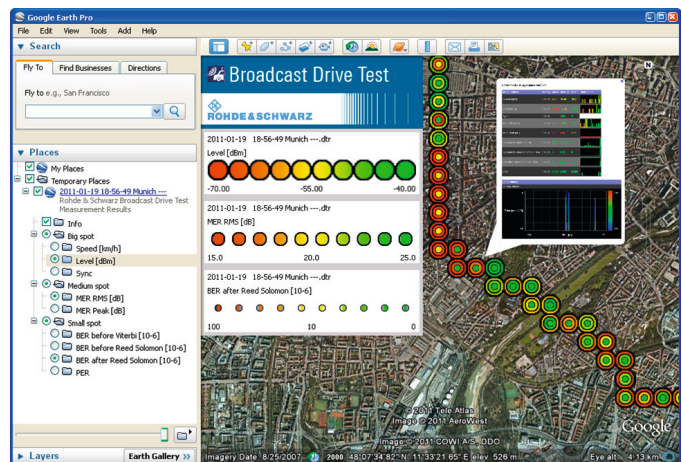 Google Earth Pro
File Edit View Tools Add Help
Search
Fly To Find Businesses Directions
Fly to e.g., San Francisco
Places
My Places
Temporary Places
2011-01-19 18-56-49 Munich ---
Rohde & Schwarz Broadcast Drive Test
Measurement Results
Info
Big spot
Speed [km/h]
Level [dBm]
Sync
Medium spot
MER RMS [dB]
MER Peak [dB]
Small spot
BER before Viterbi [10-6]
BER before Reed Solomon [10-6]
BER after Reed Solomon [10-6]
PER
Layers
Earth Gallery >>
Broadcast Drive Test
ROHDE&SCHWARZ
2011-01-19 18-56-49 Munich ---.dtr
Level [dBm]
-70.00 -55.00 -40.00
2011-01-19 18-56-49 Munich ---.dtr
MER RMS [dB]
15.0 20.0 25.0
2011-01-19 18-56-49 Munich ---.dtr
BER after Reed Solomon [10-6]
100 10 0
N
© 2011 Tele Atlas
Image © 2011 AeroWest
Image © 2011 COWI A/S, DDO
Google
Imagery Date: 8/25/2007 2000 48°07'34.82" N 11°33'21.65" E elev 526 m Eye alt 4.13 km